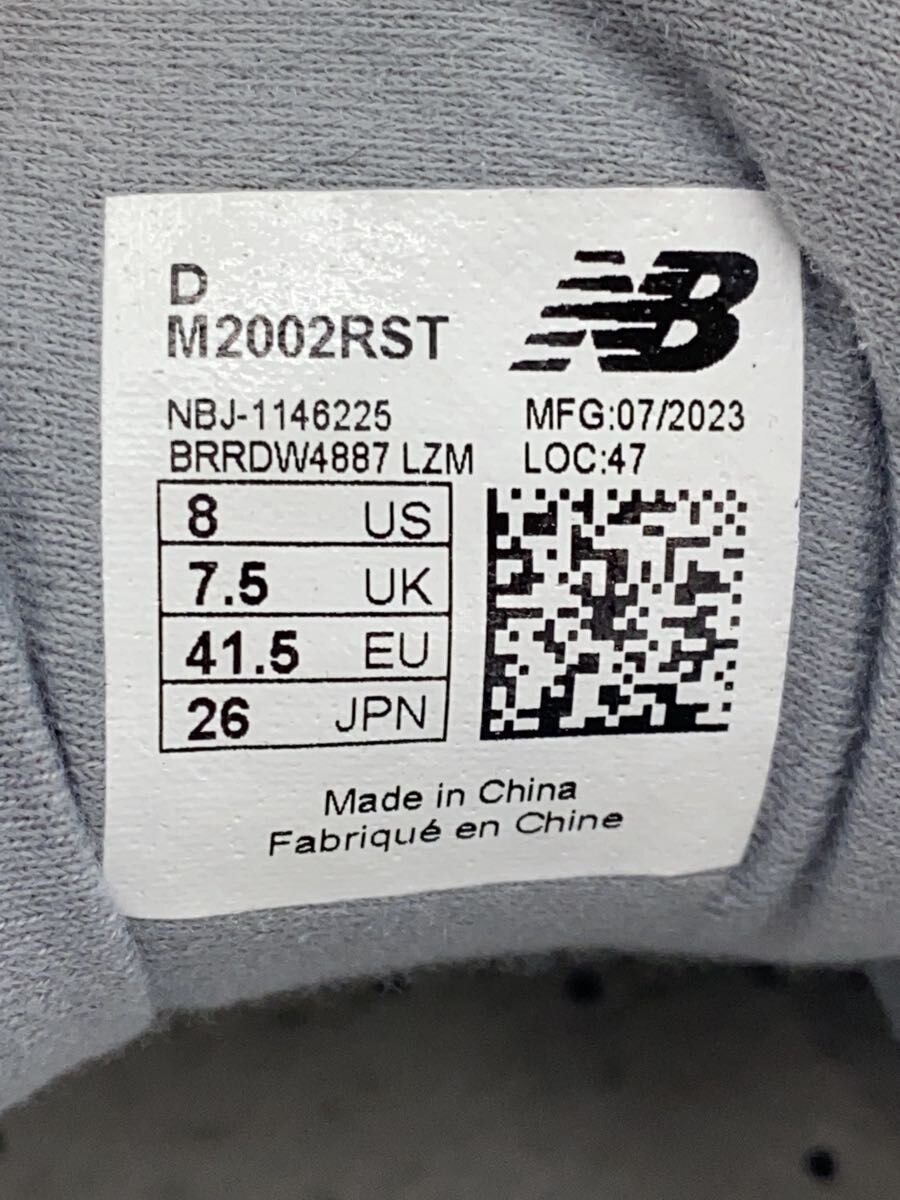 D
M2002RST
NB
NBJ-1146225
MFG:07/2023
BRRDW4887 LZM
LOC:47
8 US
7.5 UK
41.5 EU
26 JPN
Made in China
Fabriqué en Chine